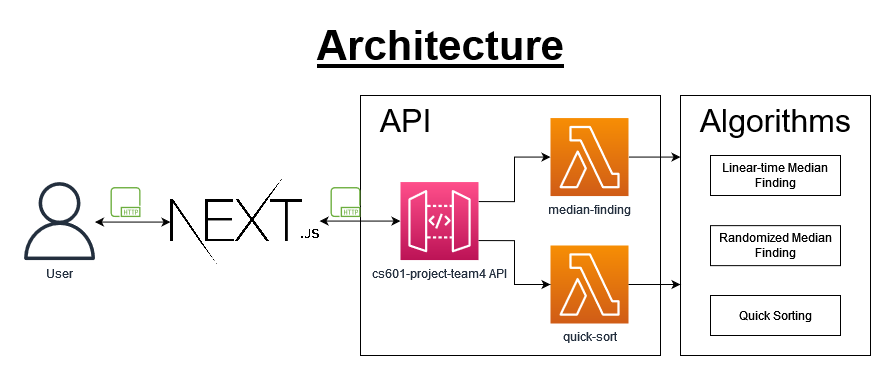 Architecture
API
Algorithms
HTTP
HTTP
User
NEXT.JS
cs601-project-team4 API
median-finding
quick-sort
Linear-time Median
Finding
Randomized Median
Finding
Quick Sorting